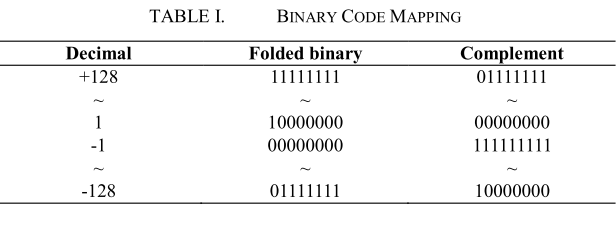 TABLE I. BINARY CODE MAPPING
Decimal Folded binary Complement
+128 11111111 01111111
~ ~ ~
1 10000000 00000000
-1 00000000 111111111
~ ~ ~
-128 01111111 10000000